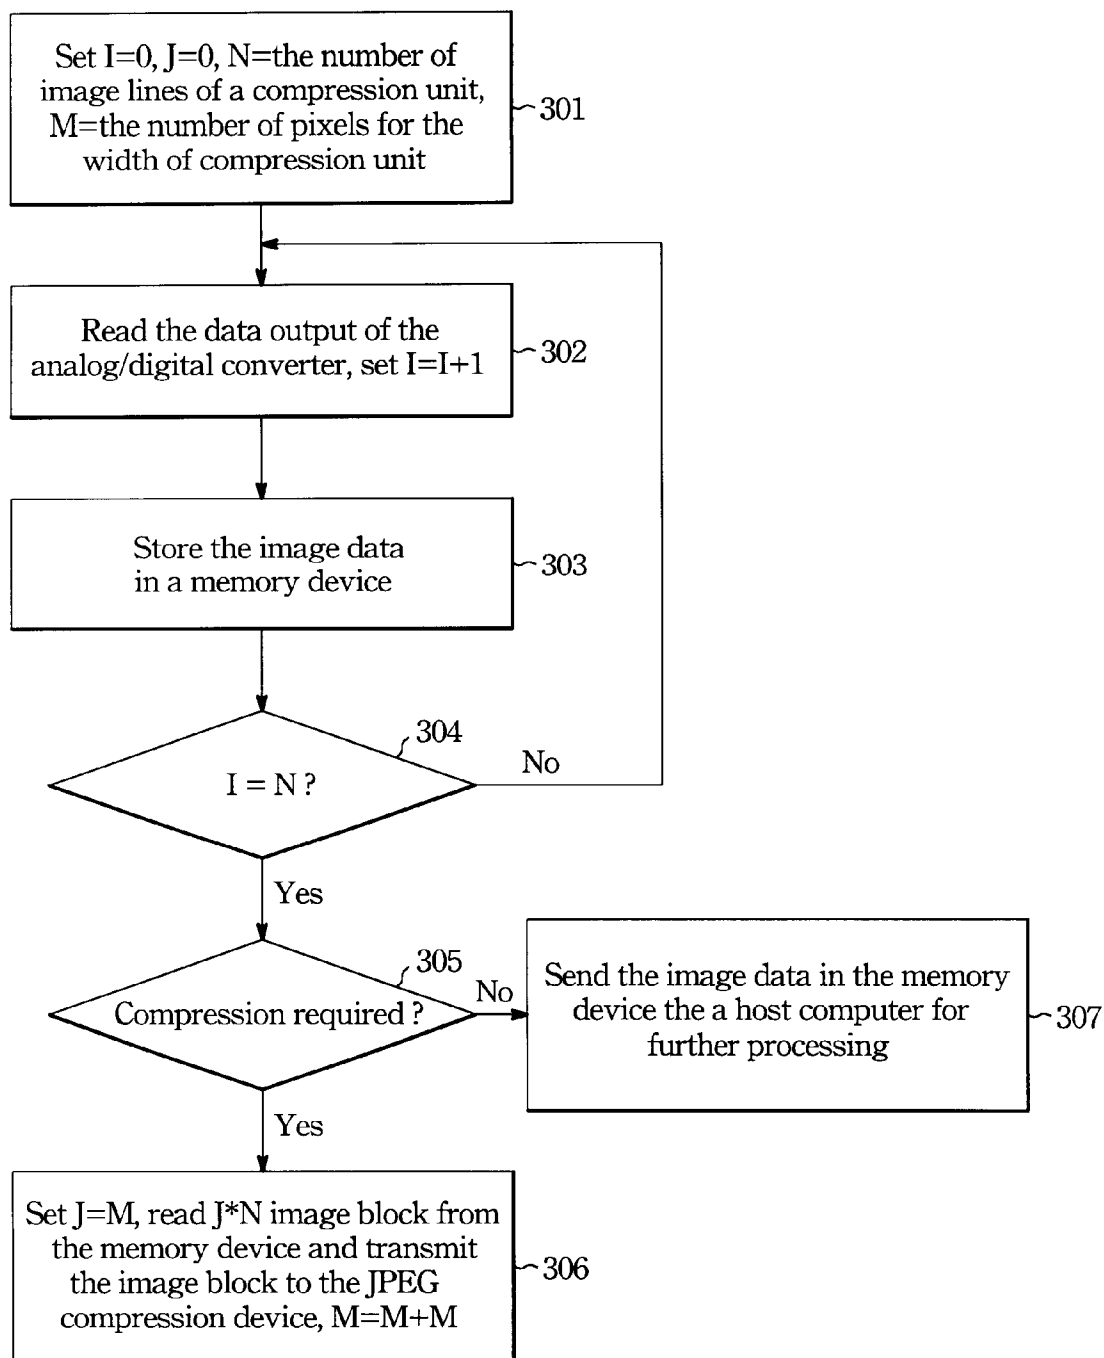 Set I=0, J=0, N=the number of
image lines of a compression unit,
M=the number of pixels for the
width of compression unit
301
Read the data output of the
analog/digital converter, set I=I+1
302
Store the image data
in a memory device
303
304
I = N ?
No
Yes
305
Compression required ?
No
Send the image data in the memory
device the a host computer for
further processing
307
Yes
Set J=M, read J*N image block from
the memory device and transmit
the image block to the JPEG
compression device, M=M+M
306